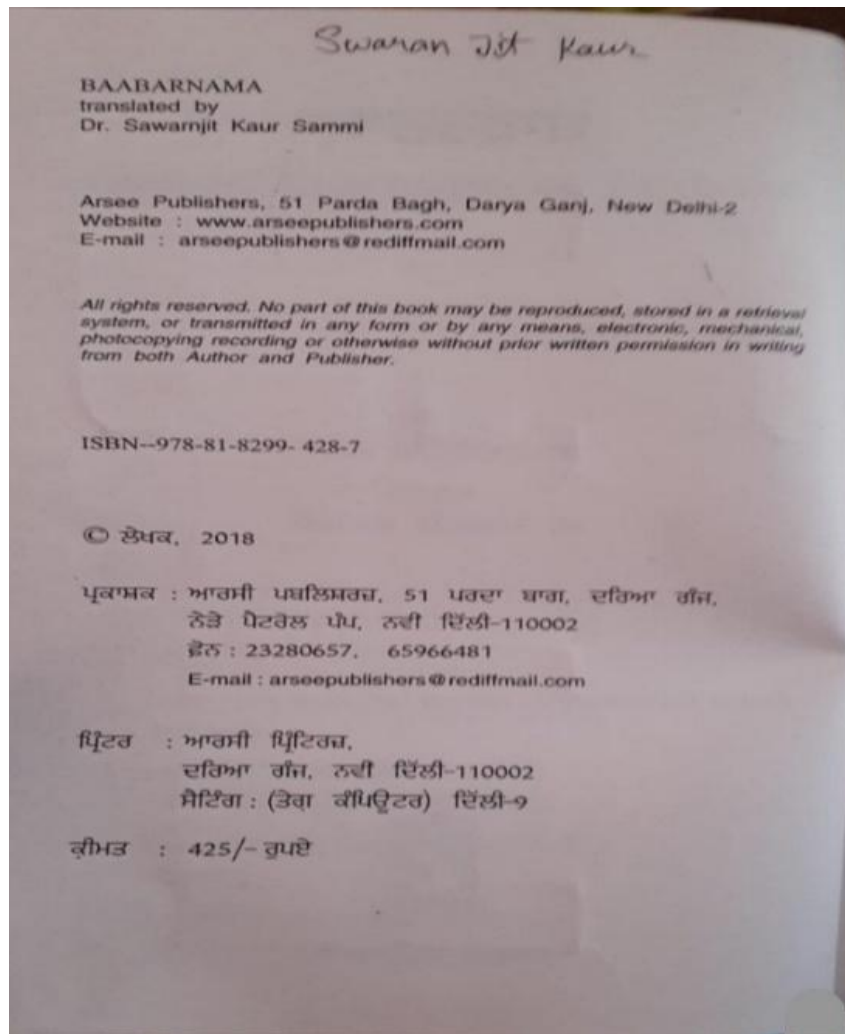 Swaran Jit Kaur
BAABARNAMA
translated by
Dr. Sawarnjit Kaur Sammi
Arsee Publishers, 51 Parda Bagh, Darya Ganj, New Delhi-2
Website : www.arseepublishers.com
E-mail : arseepublishers@rediffmail.com
All rights reserved. No part of this book may be reproduced, stored in a retrieval
system, or transmitted in any form or by any means, electronic, mechanical,
photocopying recording or otherwise without prior written permission in writing
from both Author and Publisher.
ISBN--978-81-8299- 428-7
© ਲੇਖਕ, 2018
ਪ੍ਰਕਾਸ਼ਕ : ਆਰਸੀ ਪਬਲਿਸ਼ਰਜ਼, 51 ਪਰਦਾ ਬਾਗ, ਦਰਿਆ ਗੰਜ,
ਨੇੜੇ ਪੈਟਰੋਲ ਪੰਪ, ਨਵੀਂ ਦਿੱਲੀ-110002
ਫ਼ੋਨ : 23280657, 65966481
E-mail : arseepublishers@rediffmail.com
ਪ੍ਰਿੰਟਰ : ਆਰਸੀ ਪ੍ਰਿੰਟਿਰਜ਼,
ਦਰਿਆ ਗੰਜ, ਨਵੀਂ ਦਿੱਲੀ-110002
ਸੈਟਿੰਗ : (ਤੇਗ਼ ਕੰਪਿਊਟਰ) ਦਿੱਲੀ-9
ਕ਼ੀਮਤ : 425/- ਰੁਪਏ